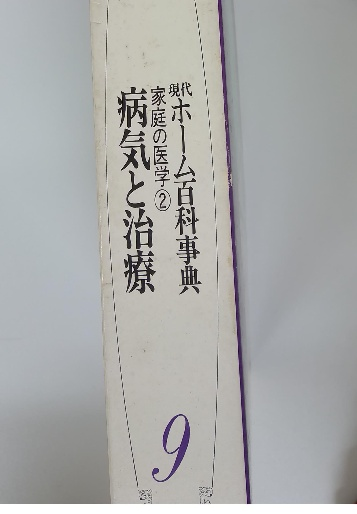 現代
ホーム百科事典
家庭の医学②
病気と治療
9